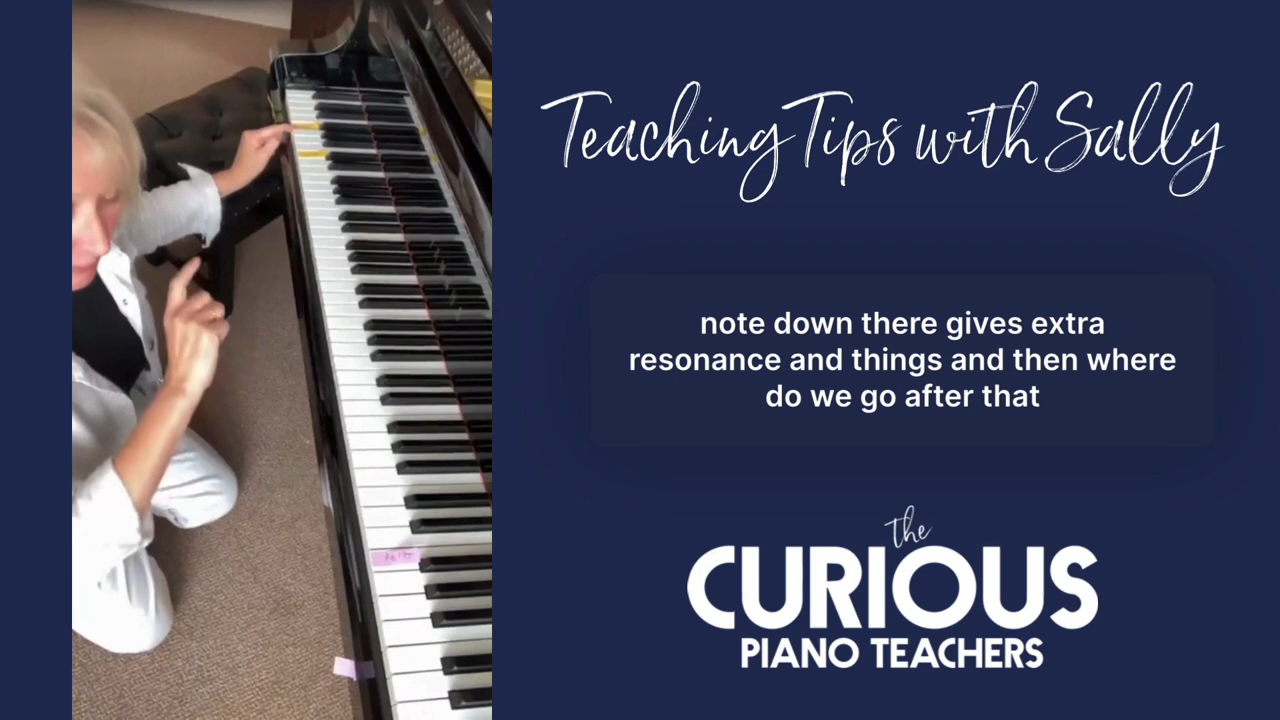 Teaching Tips with Sally
note down there gives extra
resonance and things and then where
do we go after that
the
CURIOUS
PIANO TEACHERS